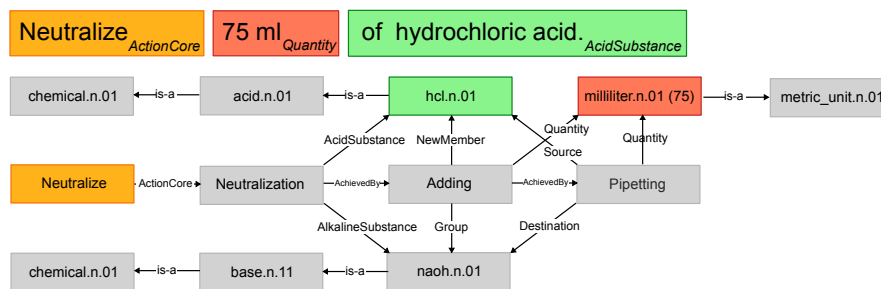 Neutralize ActionCore 75 ml Quantity of hydrochloric acid. AcidSubstance
chemical.n.01 is-a acid.n.01 is-a hcl.n.01 milliliter.n.01 (75) is-a metric_unit.n.01
AcidSubstance NewMember Quantity Source Quantity
Neutralize ActionCore Neutralization AchievedBy Adding AchievedBy Pipetting
AlkalineSubstance Group Destination
chemical.n.01 is-a base.n.11 is-a naoh.n.01